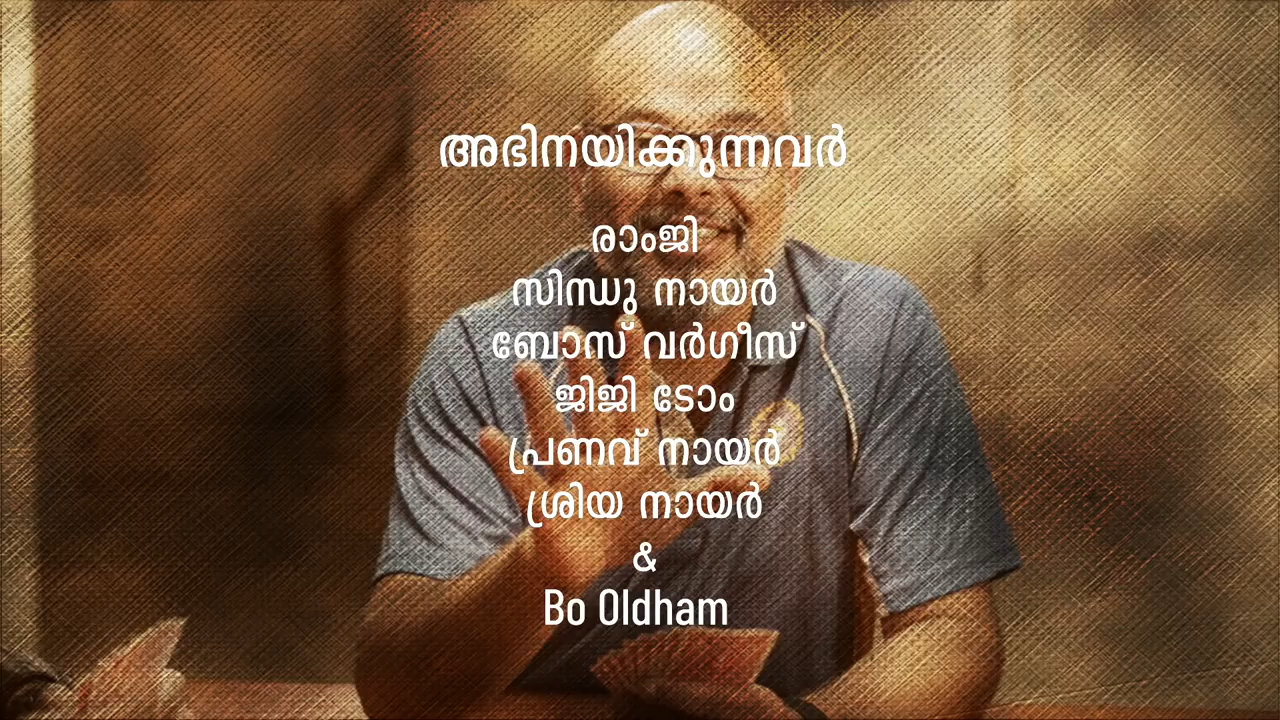 അഭിനയിക്കുന്നവർ
രാംജി
സിന്ധു നായർ
ബോസ് വർഗീസ്
ജിജി ടോം
പ്രണവ് നായർ
ശ്രിയ നായർ
&
Bo Oldham